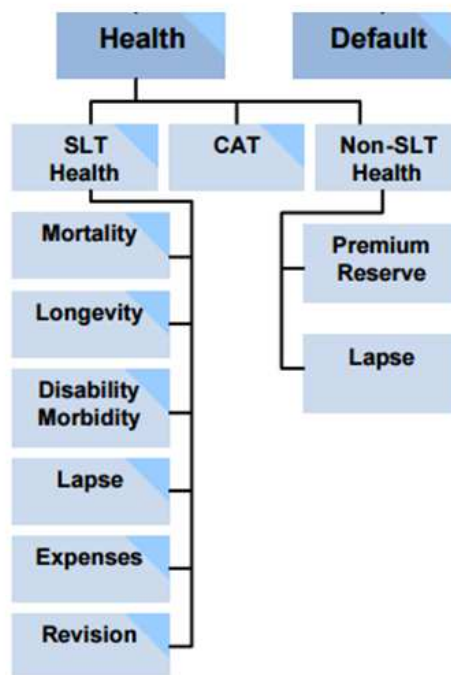 Health
Default
SLT
Health
CAT
Non-SLT
Health
Mortality
Longevity
Disability
Morbidity
Lapse
Expenses
Revision
Premium
Reserve
Lapse